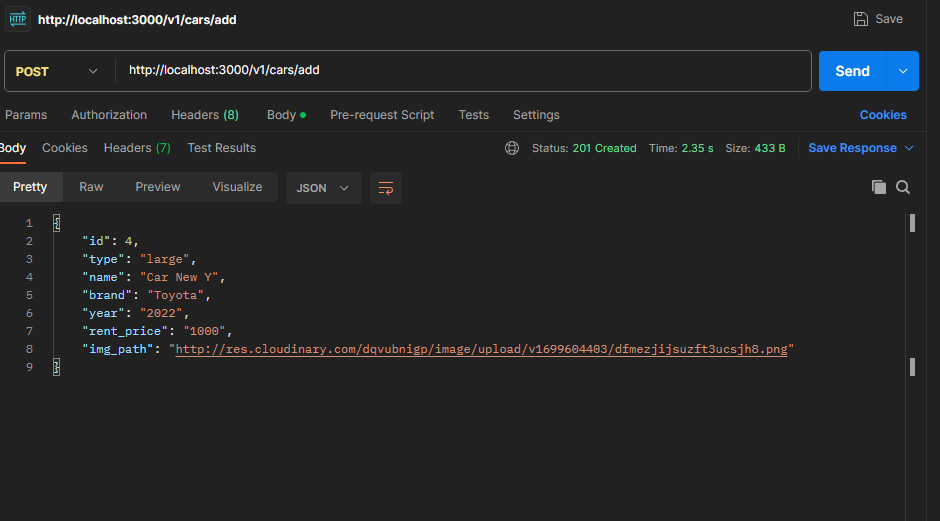 HTTP http://localhost:3000/v1/cars/add Save
POST http://localhost:3000/v1/cars/add Send
Params Authorization Headers (8) Body Pre-request Script Tests Settings Cookies
Body Cookies Headers (7) Test Results Status: 201 Created Time: 2.35 s Size: 433 B Save Response
Pretty Raw Preview Visualize JSON
1 {
2 "id": 4,
3 "type": "large",
4 "name": "Car New Y",
5 "brand": "Toyota",
6 "year": "2022",
7 "rent_price": "1000",
8 "img_path": "http://res.cloudinary.com/dqvubnigp/image/upload/v1699604403/dfmezjijsuzft3ucsjh8.png"
9 }